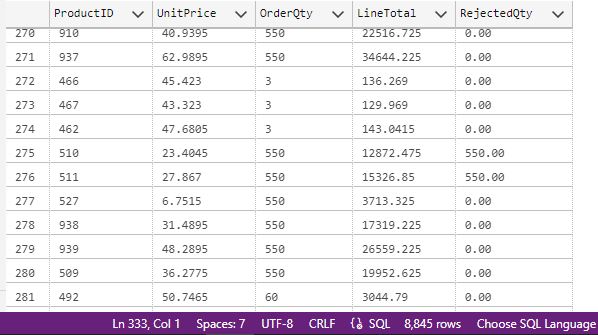 ProductID UnitPrice OrderQty LineTotal RejectedQty
270 910 40.9395 550 22516.725 0.00
271 937 62.9895 550 34644.225 0.00
272 466 45.423 3 136.269 0.00
273 467 43.323 3 129.969 0.00
274 462 47.6805 3 143.0415 0.00
275 510 23.4045 550 12872.475 550.00
276 511 27.867 550 15326.85 550.00
277 527 6.7515 550 3713.325 0.00
278 938 31.4895 550 17319.225 0.00
279 939 48.2895 550 26559.225 0.00
280 509 36.2775 550 19952.625 0.00
281 492 50.7465 60 3044.79 0.00
Ln 333, Col 1 Spaces: 7 UTF-8 CRLF SQL 8,845 rows Choose SQL Language